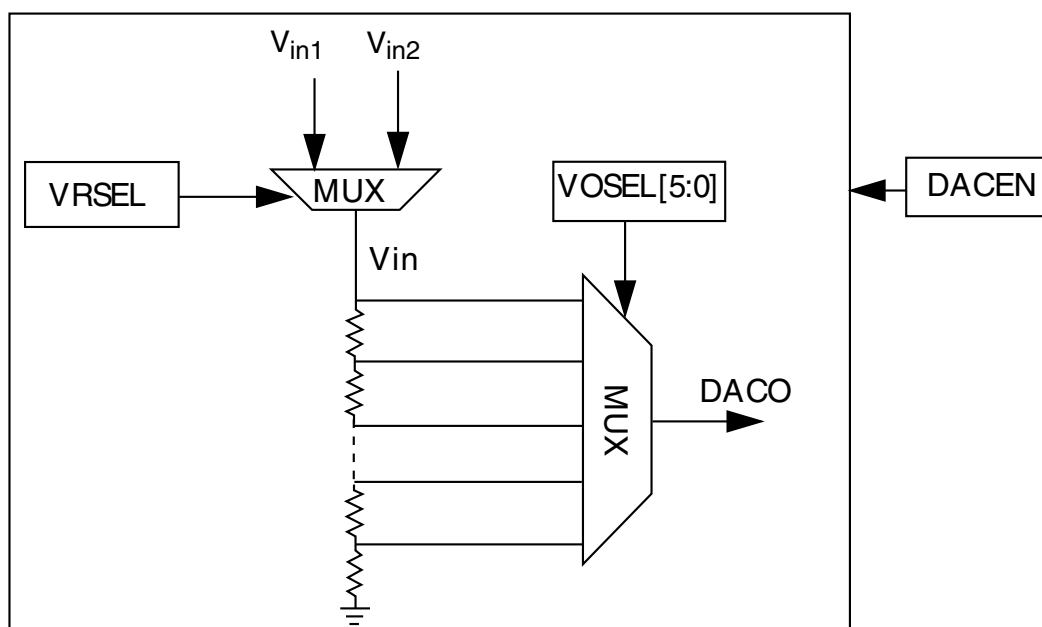 Vin1
Vin2
VRSEL
MUX
VOSEL[5:0]
DACEN
Vin
MUX
DACO